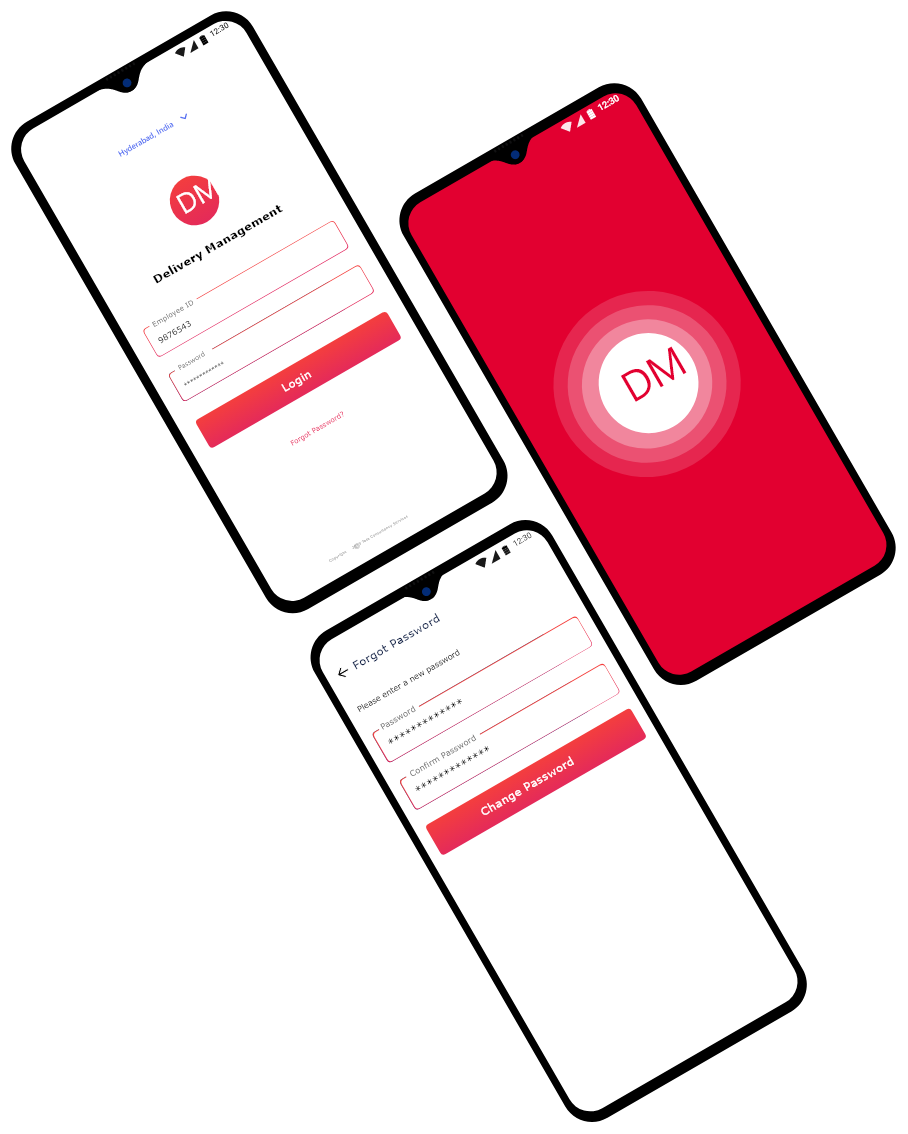 12:30
Hyderabad, India
DM
Delivery Management
Employee ID
9876543
Password
*************
Login
Forgot Password?
Copyright
12:30
DM
12:30
Forgot Password
Please enter a new password
Password
*************
Confirm Password
*************
Change Password